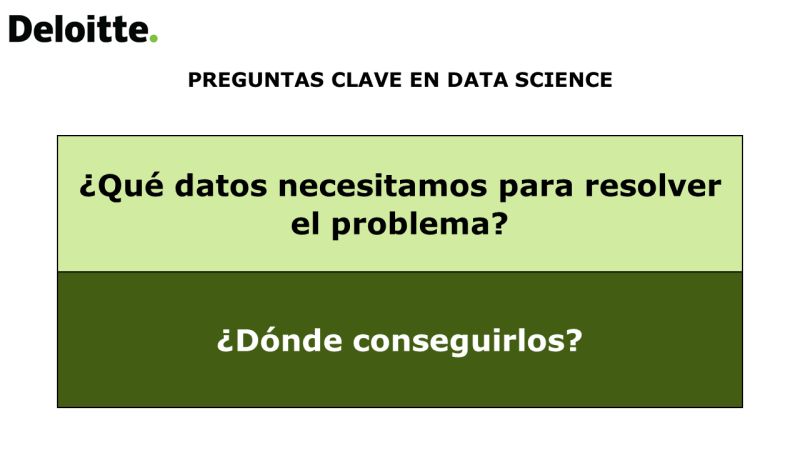 Deloitte.
PREGUNTAS CLAVE EN DATA SCIENCE
¿Qué datos necesitamos para resolver
el problema?
¿Dónde conseguirlos?